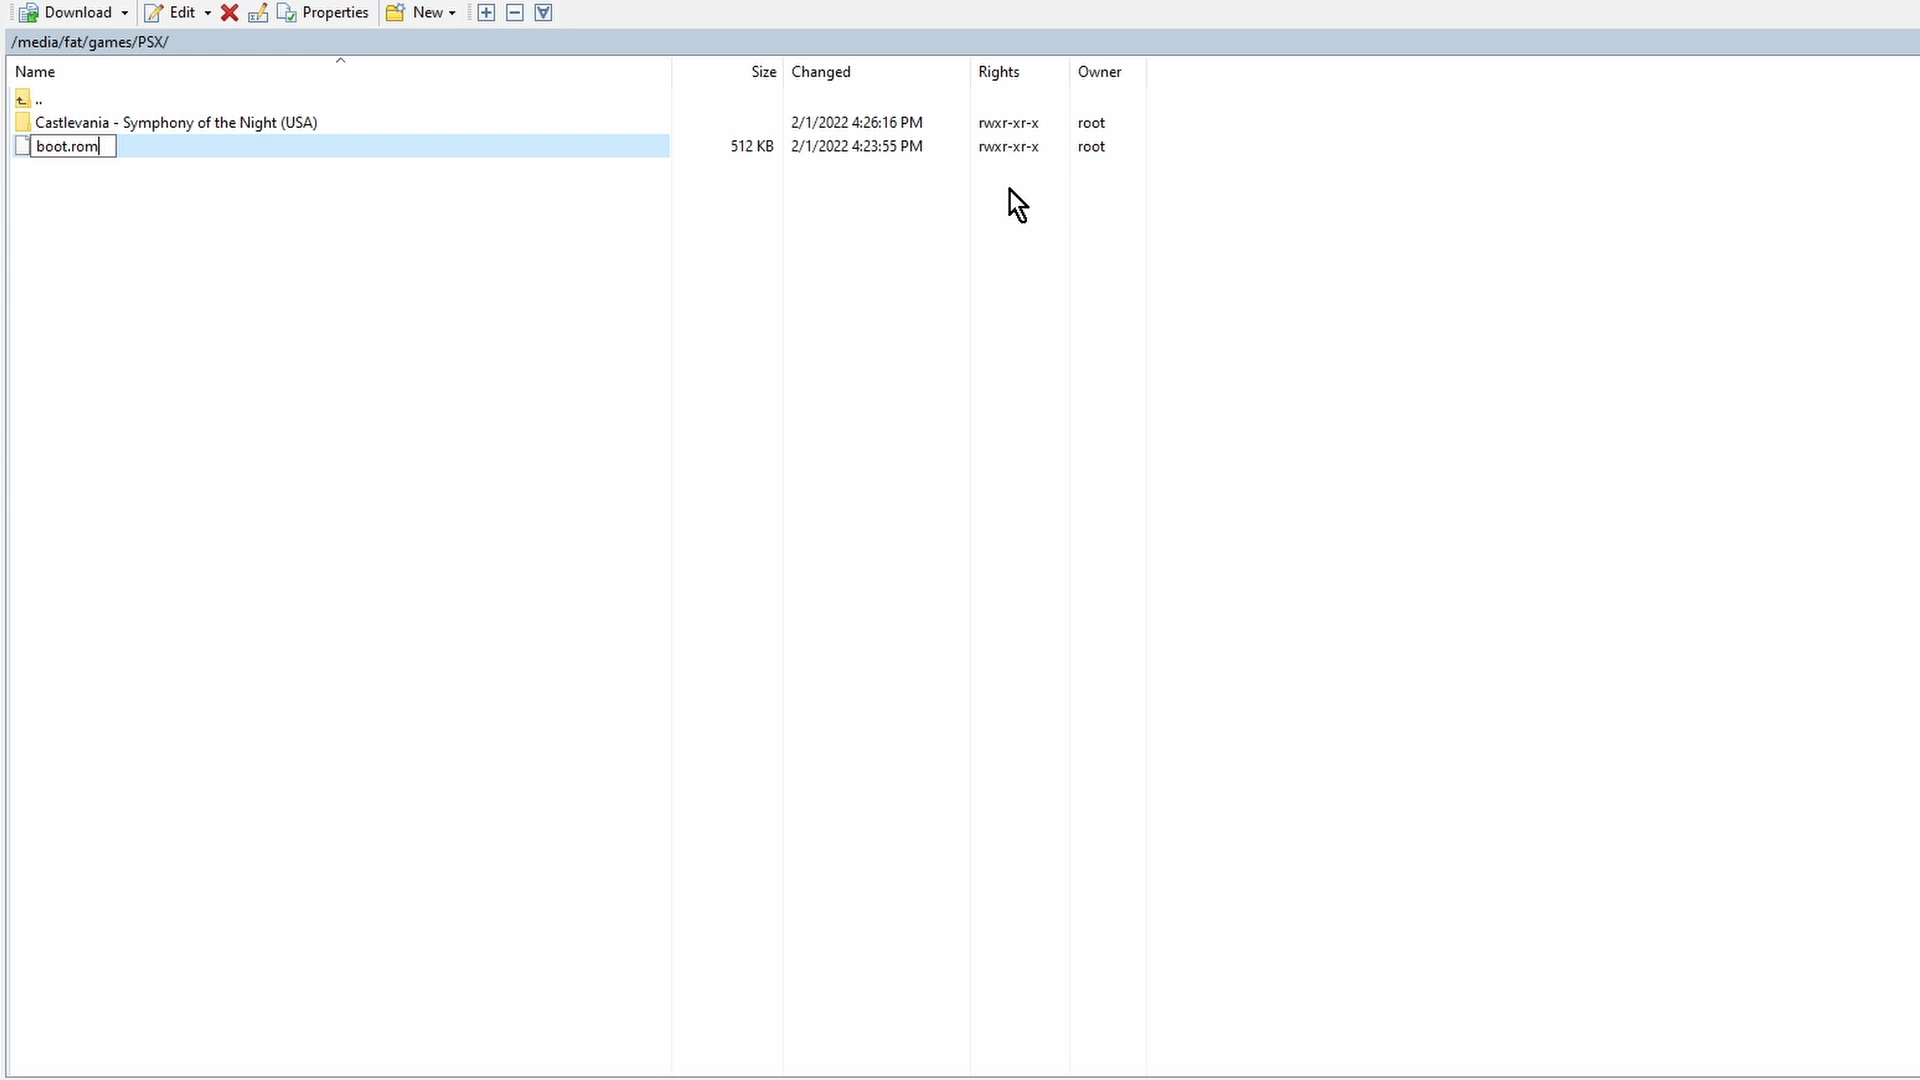 Download Edit Properties New
/media/fat/games/PSX/
Name Size Changed Rights Owner
..
Castlevania - Symphony of the Night (USA) 2/1/2022 4:26:16 PM rwxr-xr-x root
boot.rom 512 KB 2/1/2022 4:23:55 PM rwxr-xr-x root